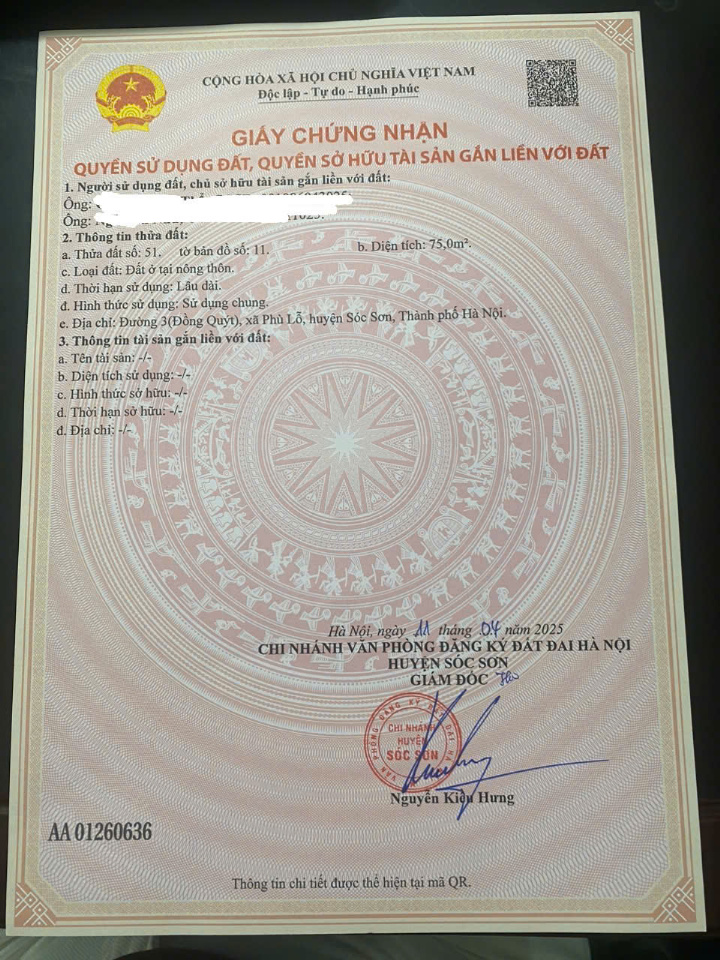 CỘNG HÒA XÃ HỘI CHỦ NGHĨA VIỆT NAM
Độc lập - Tự do - Hạnh phúc
GIẤY CHỨNG NHẬN
QUYỀN SỬ DỤNG ĐẤT, QUYỀN SỞ HỮU TÀI SẢN GẮN LIỀN VỚI ĐẤT
1. Người sử dụng đất, chủ sở hữu tài sản gắn liền với đất:
Ông:
Ông:
2. Thông tin thửa đất:
a. Thửa đất số: 51. tờ bản đồ số: 11. b. Diện tích: 75,0m².
c. Loại đất: Đất ở tại nông thôn.
d. Thời hạn sử dụng: Lâu dài.
đ. Hình thức sử dụng: Sử dụng chung.
e. Địa chỉ: Đường 3(Đồng Quýt), xã Phù Lỗ, huyện Sóc Sơn, Thành phố Hà Nội.
3. Thông tin tài sản gắn liền với đất:
a. Tên tài sản: -/-
b. Diện tích sử dụng: -/-
c. Hình thức sở hữu: -/-
d. Thời hạn sở hữu: -/-
đ. Địa chỉ: -/-
Hà Nội, ngày 11 tháng 04 năm 2025
CHI NHÁNH VĂN PHÒNG ĐĂNG KÝ ĐẤT ĐAI HÀ NỘI
HUYỆN SÓC SƠN
GIÁM ĐỐC
VĂN PHÒNG ĐĂNG KÝ ĐẤT ĐAI HÀ
CHI NHÁNH
HUYỆN
SÓC SƠN
Nguyễn Kiều Hưng
AA 01260636
Thông tin chi tiết được thể hiện tại mã QR.